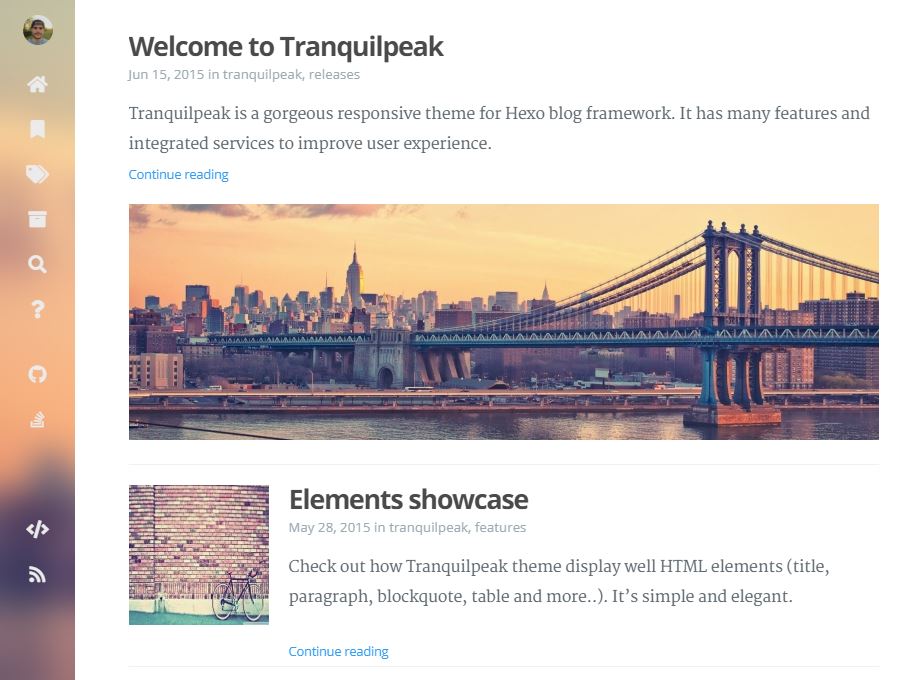 Welcome to Tranquilpeak
Jun 15, 2015 in tranquilpeak, releases
Tranquilpeak is a gorgeous responsive theme for Hexo blog framework. It has many features and
integrated services to improve user experience.
Continue reading
Elements showcase
May 28, 2015 in tranquilpeak, features
Check out how Tranquilpeak theme display well HTML elements (title,
paragraph, blockquote, table and more..). It’s simple and elegant.
Continue reading